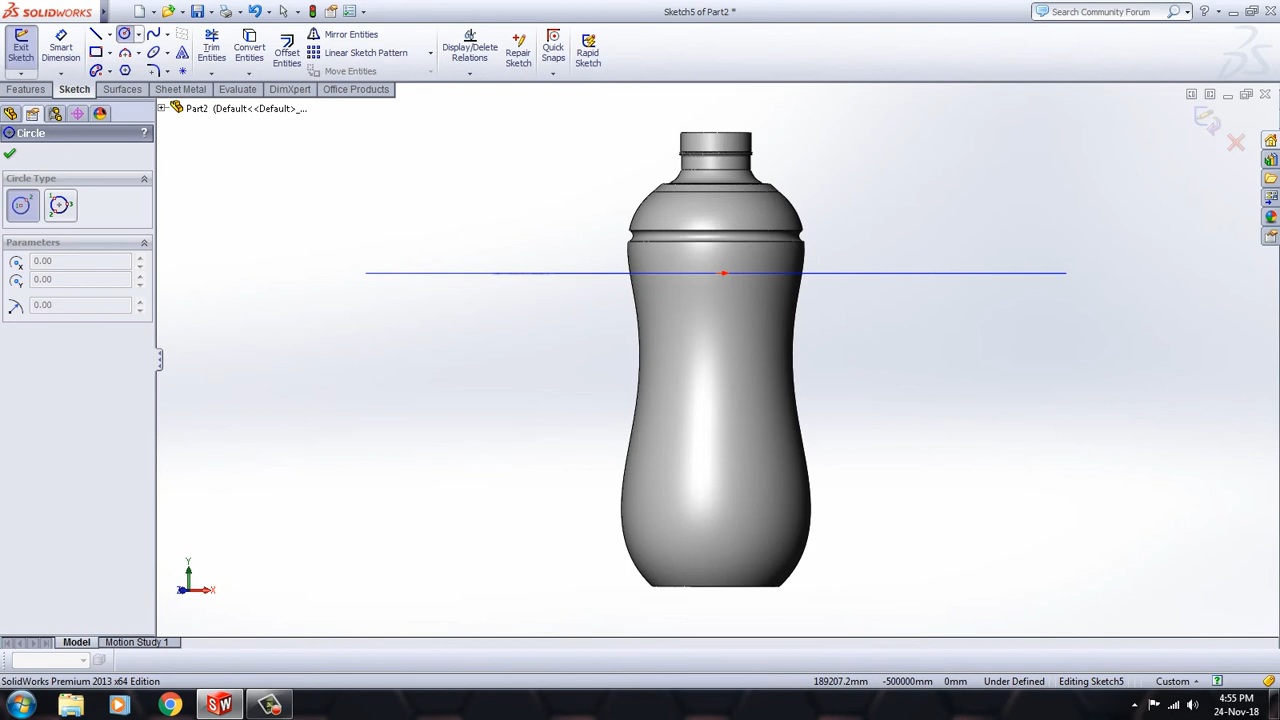 SOLIDWORKS
Sketch5 of Part2 *
Search Community Forum
Exit Sketch
Smart Dimension
Trim Entities
Convert Entities
Offset Entities
Mirror Entities
Linear Sketch Pattern
Move Entities
Display/Delete Relations
Repair Sketch
Quick Snaps
Rapid Sketch
Features Sketch Surfaces Sheet Metal Evaluate DimXpert Office Products
Part2 (Default<<Default>_...
Circle ?
Circle Type
Parameters
0.00
0.00
0.00
Y
Z X
Model Motion Study 1
SolidWorks Premium 2013 x64 Edition
189207.2mm -500000mm 0mm Under Defined Editing Sketch5 Custom
4:55 PM
24-Nov-18